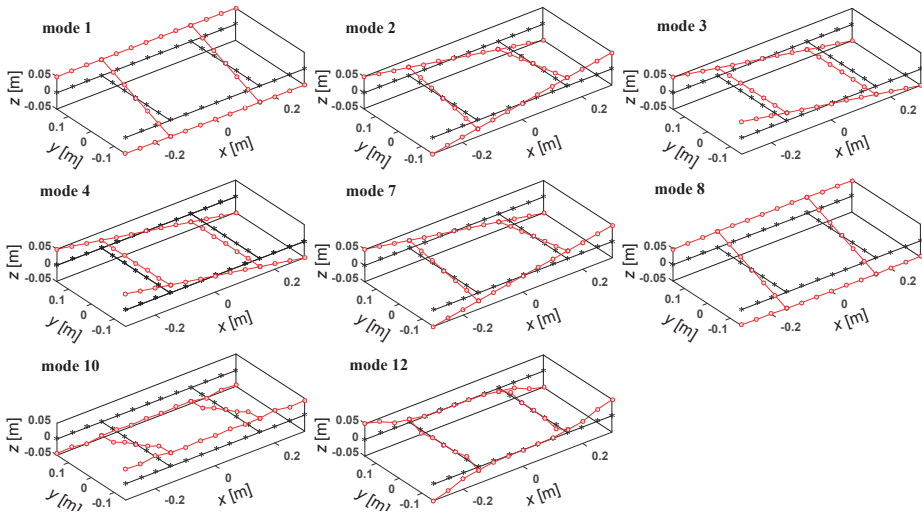 mode 1
0.05
0
-0.05
z [m]
0.1
0
-0.1
y [m]
-0.2
0
0.2
x [m]
mode 2
0.05
0
-0.05
z [m]
0.1
0
-0.1
y [m]
-0.2
0
0.2
x [m]
mode 3
0.05
0
-0.05
z [m]
0.1
0
-0.1
y [m]
-0.2
0
0.2
x [m]
mode 4
0.05
0
-0.05
z [m]
0.1
0
-0.1
y [m]
-0.2
0
0.2
x [m]
mode 7
0.05
0
-0.05
z [m]
0.1
0
-0.1
y [m]
-0.2
0
0.2
x [m]
mode 8
0.05
0
-0.05
z [m]
0.1
0
-0.1
y [m]
-0.2
0
0.2
x [m]
mode 10
0.05
0
-0.05
z [m]
0.1
0
-0.1
y [m]
-0.2
0
0.2
x [m]
mode 12
0.05
0
-0.05
z [m]
0.1
0
-0.1
y [m]
-0.2
0
0.2
x [m]